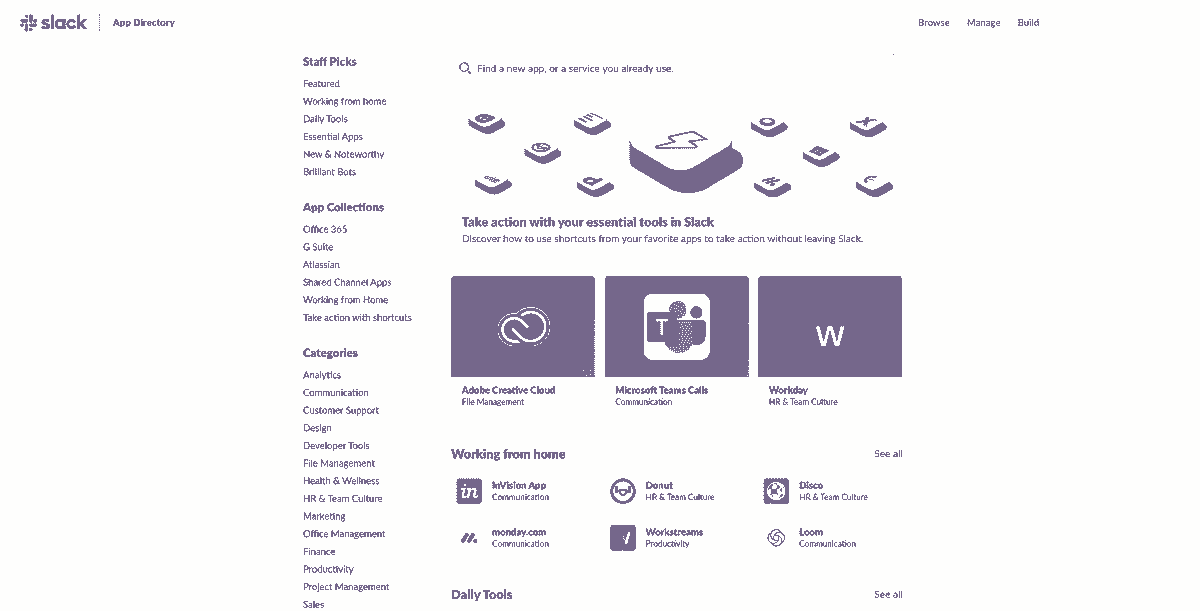 slack App Directory Browse Manage Build
Staff Picks
Featured
Working from home
Daily Tools
Essential Apps
New & Noteworthy
Brilliant Bots
App Collections
Office 365
G Suite
Atlassian
Shared Channel Apps
Working from Home
Take action with shortcuts
Categories
Analytics
Communication
Customer Support
Design
Developer Tools
File Management
Health & Wellness
HR & Team Culture
Marketing
Office Management
Finance
Productivity
Project Management
Sales
Find a new app, or a service you already use.
Take action with your essential tools in Slack
Discover how to use shortcuts from your favorite apps to take action without leaving Slack.
T
W
Adobe Creative Cloud
File Management
Microsoft Teams Calls
Communication
Workday
HR & Team Culture
Working from home See all
in
InVision App
Communication
Donut
HR & Team Culture
Disco
HR & Team Culture
monday.com
Communication
Workstreams
Productivity
Loom
Communication
Daily Tools See all